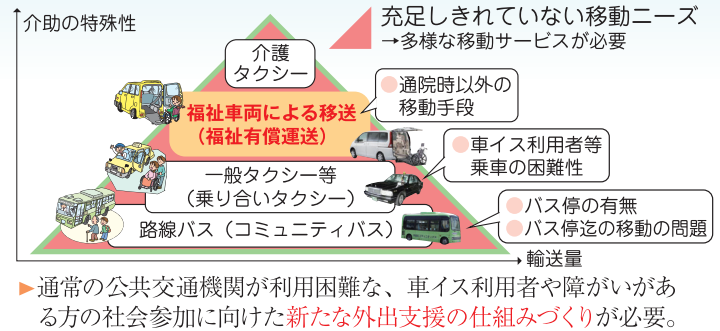 介助の特殊性
充足しきれていない移動ニーズ
→多様な移動サービスが必要
介護
タクシー
福祉車両による移送
(福祉有償運送)
通院時以外の
移動手段
一般タクシー等
(乗り合いタクシー)
車イス利用者等
乗車の困難性
路線バス(コミュニティバス)
バス停の有無
バス停迄の移動の問題
輸送量
►通常の公共交通機関が利用困難な、車イス利用者や障がいがあ
る方の社会参加に向けた新たな外出支援の仕組みづくりが必要。